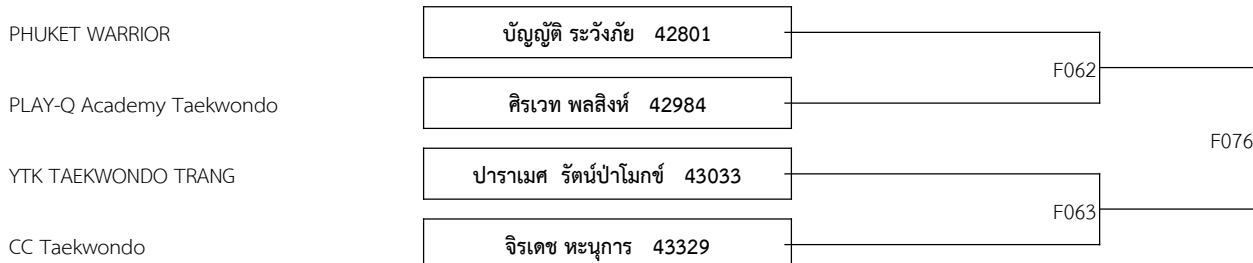 PHUKET WARRIOR บัญญัติ ระวังภัย 42801
F062
PLAY-Q Academy Taekwondo ศิรเวท พลสิงห์ 42984
F076
YTK TAEKWONDO TRANG ปาราเมศ รัตน์ป่าโมกข์ 43033
F063
CC Taekwondo จิรเดช หะนุการ 43329